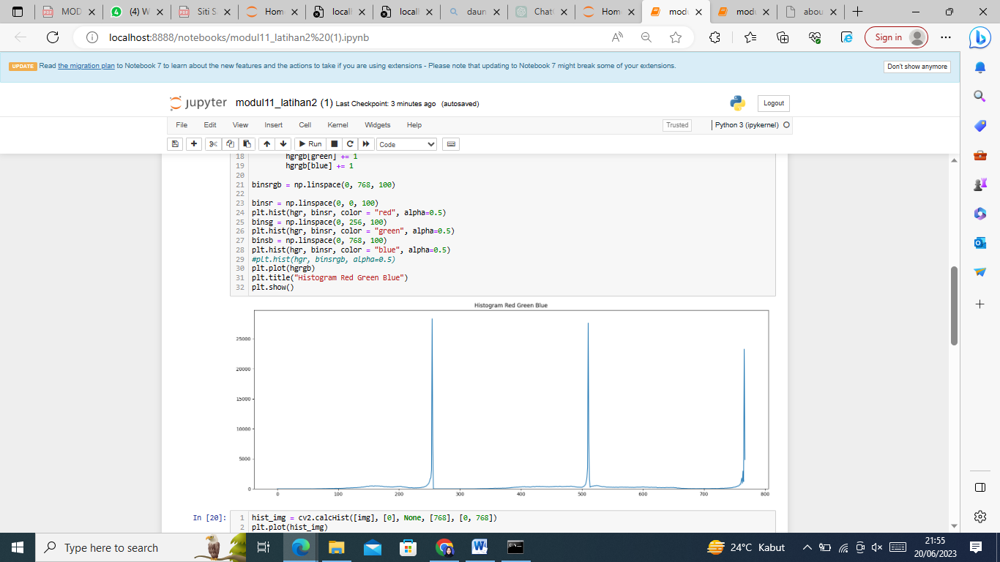 MOD
(4) W
Siti S
Hom
locall
locall
daun
Chat
Hom
modu
modu
abou
localhost:8888/notebooks/modul11_latihan2%20(1).ipynb
Sign in
UPDATE Read the migration plan to Notebook 7 to learn about the new features and the actions to take if you are using extensions - Please note that updating to Notebook 7 might break some of your extensions.
Don't show anymore
jupyter modul11_latihan2 (1) Last Checkpoint: 3 minutes ago (autosaved)
Logout
File Edit View Insert Cell Kernel Widgets Help
Trusted
Python 3 (ipykernel)
Run
Code
18 hgrgb[green] += 1
19 hgrgb[blue] += 1
20
21 binsrgb = np.linspace(0, 768, 100)
22
23 binsr = np.linspace(0, 0, 100)
24 plt.hist(hgr, binsr, color = "red", alpha=0.5)
25 binsg = np.linspace(0, 256, 100)
26 plt.hist(hgr, binsr, color = "green", alpha=0.5)
27 binsb = np.linspace(0, 768, 100)
28 plt.hist(hgr, binsr, color = "blue", alpha=0.5)
29 #plt.hist(hgr, binsrgb, alpha=0.5)
30 plt.plot(hgrgb)
31 plt.title("Histogram Red Green Blue")
32 plt.show()
Histogram Red Green Blue
25000
20000
15000
10000
5000
0
0 100 200 300 400 500 600 700 800
In [20]:
1 hist_img = cv2.calcHist([img], [0], None, [768], [0, 768])
2 plt.plot(hist_img)
Type here to search
24°C Kabut
21:55
20/06/2023